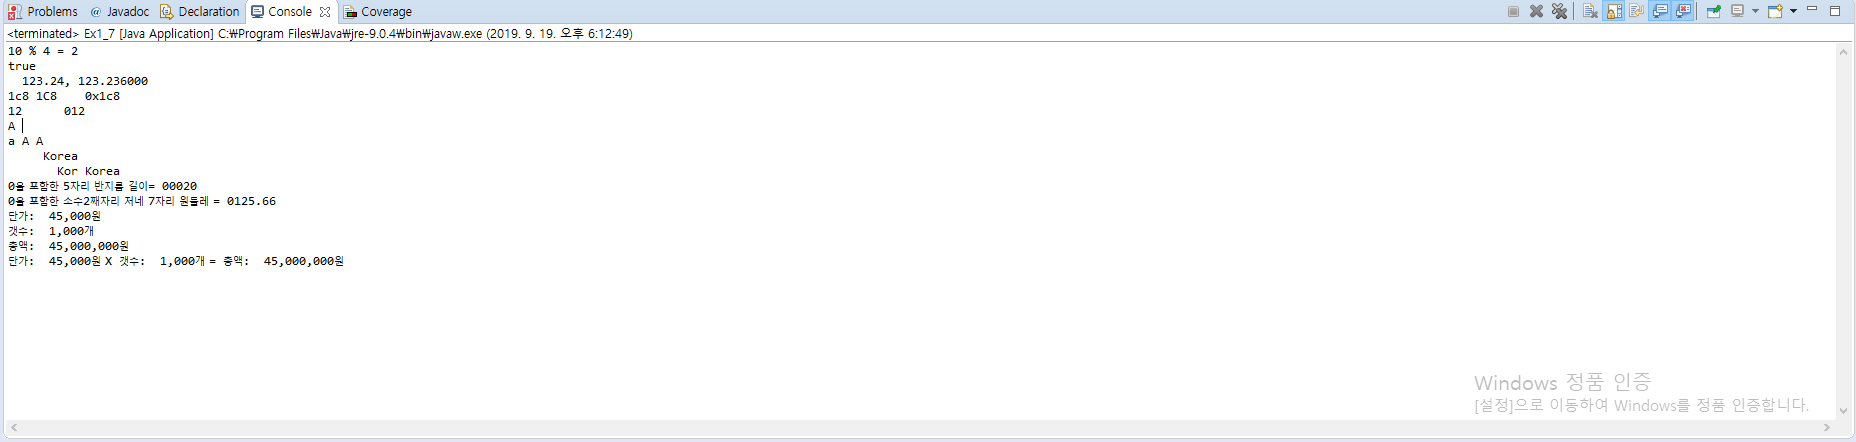 Problems @ Javadoc Declaration Console Coverage
<terminated> Ex1_7 [Java Application] C:₩Program Files₩Java₩jre-9.0.4₩bin₩javaw.exe (2019. 9. 19. 오후 6:12:49)
10 % 4 = 2
true
  123.24, 123.236000
1c8 1C8    0x1c8
12      012
A
a A A
     Korea
       Kor Korea
0을 포함한 5자리 반지름 길이= 00020
0을 포함한 소수2째자리 저네 7자리 원둘레 = 0125.66
단가:  45,000원
갯수:  1,000개
총액:  45,000,000원
단가:  45,000원 X 갯수:  1,000개 = 총액:  45,000,000원
Windows 정품 인증
[설정]으로 이동하여 Windows를 정품 인증합니다.